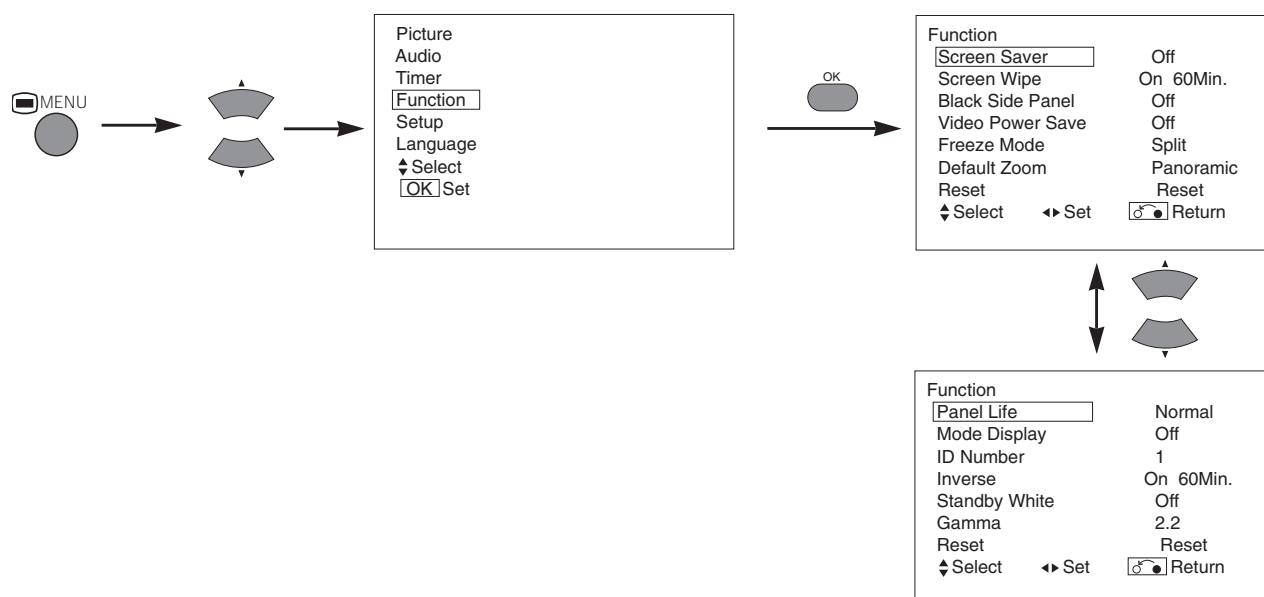 MENU
Picture
Audio
Timer
Function
Setup
Language
Select
OK Set
OK
Function
Screen Saver Off
Screen Wipe On 60Min.
Black Side Panel Off
Video Power Save Off
Freeze Mode Split
Default Zoom Panoramic
Reset Reset
Select Set Return
Function
Panel Life Normal
Mode Display Off
ID Number 1
Inverse On 60Min.
Standby White Off
Gamma 2.2
Reset Reset
Select Set Return